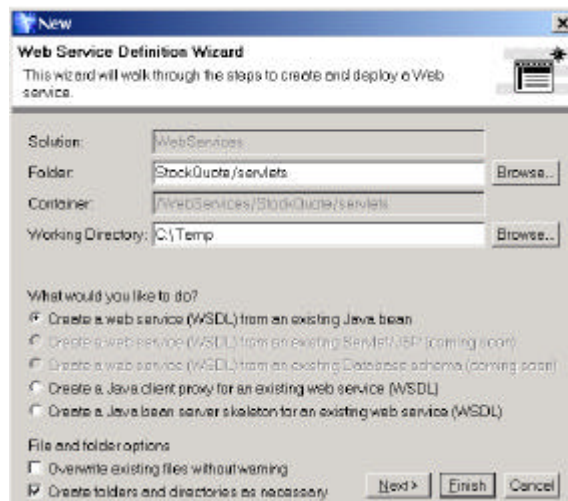 New
Web Service Definition Wizard
This wizard will walk through the steps to create and deploy a Web
service.
Solution: WebServices
Folder: StockQuote/servlets Browse..
Container: /WebServices/StockQuote/servlets
Working Directory: C:\Temp Browse..
What would you like to do?
Create a web service (WSDL) from an existing Java bean
Create a web service (WSDL) from an existing Servlet/JSP (coming soon)
Create a web service (WSDL) from an existing Database schema (coming soon)
Create a Java client proxy for an existing web service (WSDL)
Create a Java bean server skeleton for an existing web service (WSDL)
File and folder options
Overwrite existing files without warning
Create folders and directories as necessary Next> Finish Cancel